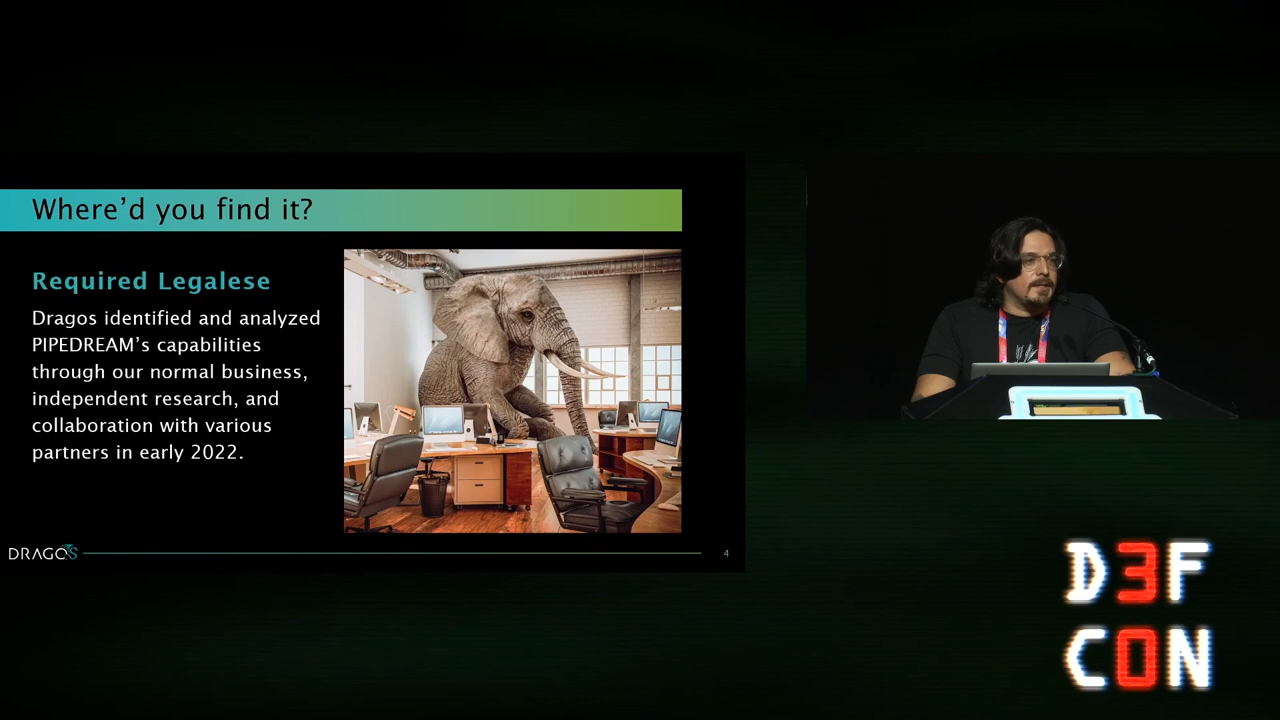 Where'd you find it?
Required Legalese
Dragos identified and analyzed
PIPEDREAM's capabilities
through our normal business,
independent research, and
collaboration with various
partners in early 2022.
DRAGOS
4
D3F
C0N